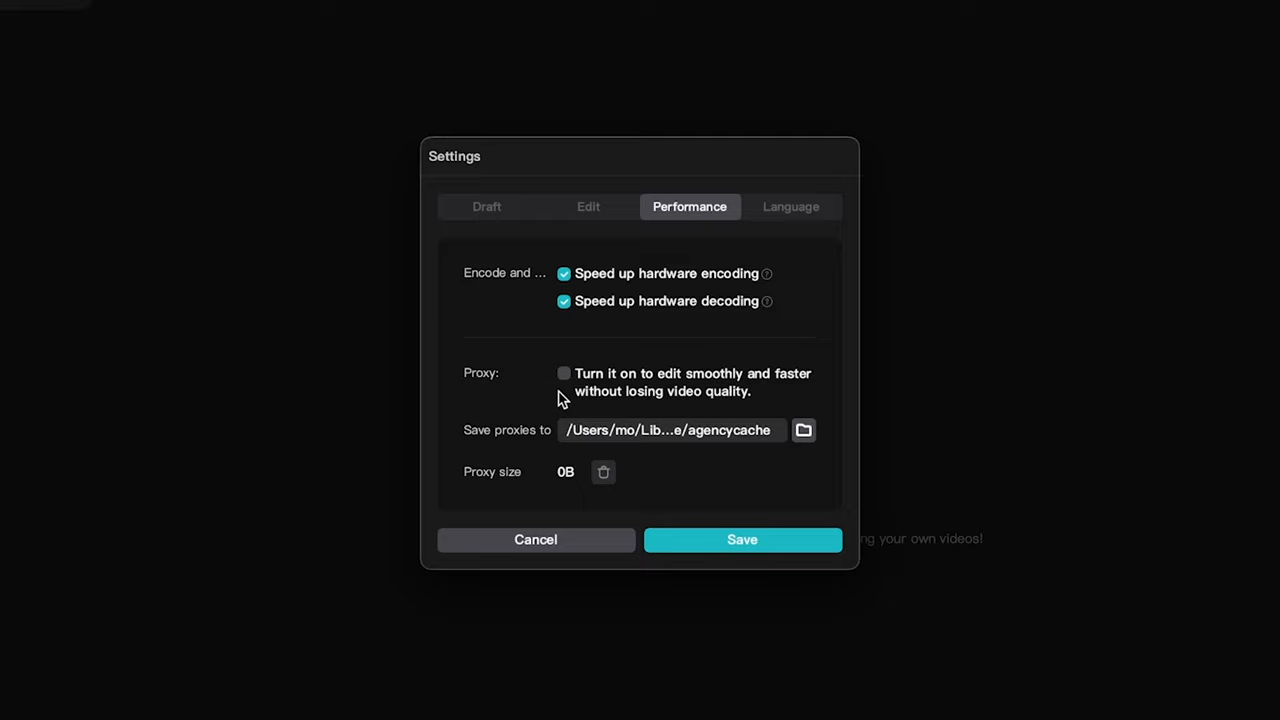 Settings
Draft Edit Performance Language
Encode and ... Speed up hardware encoding ?
Speed up hardware decoding ?
Proxy: Turn it on to edit smoothly and faster
without losing video quality.
Save proxies to /Users/mo/Lib...e/agencycache
Proxy size 0B
Cancel Save
ng your own videos!